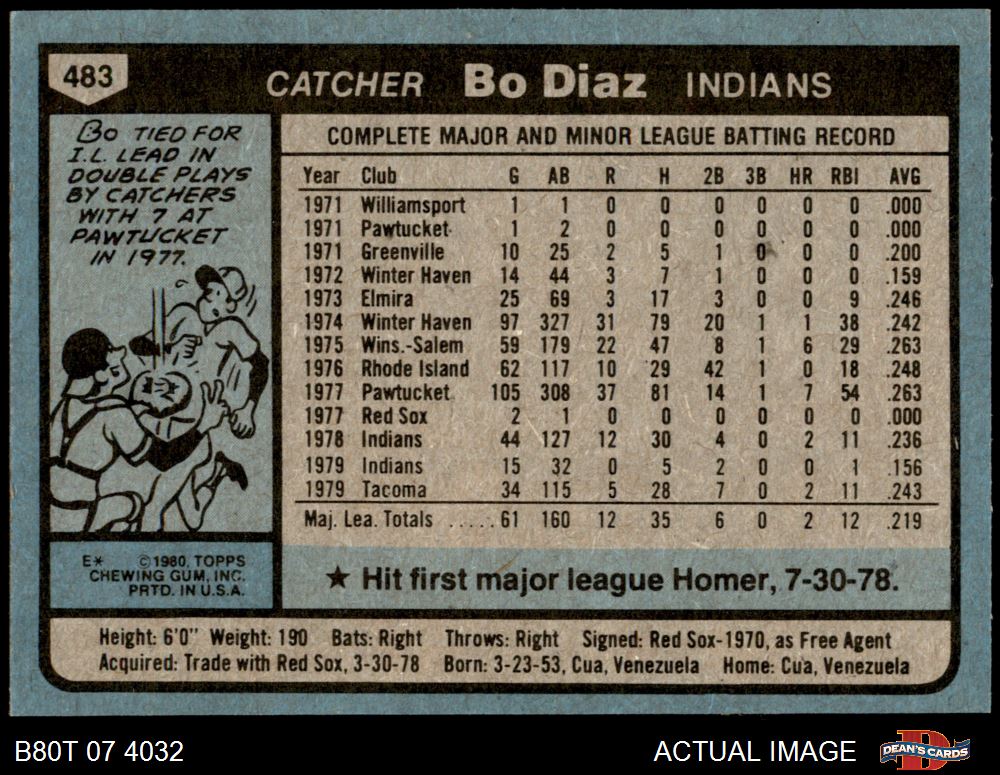 483 CATCHER Bo Diaz INDIANS
BO TIED FOR
I.L. LEAD IN
DOUBLE PLAYS
BY CATCHERS
WITH 7 AT
PAWTUCKET
IN 1977.
COMPLETE MAJOR AND MINOR LEAGUE BATTING RECORD
Year Club G AB R H 2B 3B HR RBI AVG
1971 Williamsport 1 1 0 0 0 0 0 0 .000
1971 Pawtucket 1 2 0 0 0 0 0 0 .000
1971 Greenville 10 25 2 5 1 0 0 0 .200
1972 Winter Haven 14 44 3 7 1 0 0 0 .159
1973 Elmira 25 69 3 17 3 0 0 9 .246
1974 Winter Haven 97 327 31 79 20 1 1 38 .242
1975 Wins.-Salem 59 179 22 47 8 1 6 29 .263
1976 Rhode Island 62 117 10 29 42 1 0 18 .248
1977 Pawtucket 105 308 37 81 14 1 7 54 .263
1977 Red Sox 2 1 0 0 0 0 0 0 .000
1978 Indians 44 127 12 30 4 0 2 11 .236
1979 Indians 15 32 0 5 2 0 0 1 .156
1979 Tacoma 34 115 5 28 7 0 2 11 .243
Maj. Lea. Totals ..... 61 160 12 35 6 0 2 12 .219
★ Hit first major league Homer, 7-30-78.
E* ©1980, TOPPS
CHEWING GUM, INC.
PRTD. IN U.S.A.
Height: 6'0" Weight: 190 Bats: Right Throws: Right Signed: Red Sox-1970, as Free Agent
Acquired: Trade with Red Sox, 3-30-78 Born: 3-23-53, Cua, Venezuela Home: Cua, Venezuela
B80T 07 4032 ACTUAL IMAGE DEAN'S CARDS